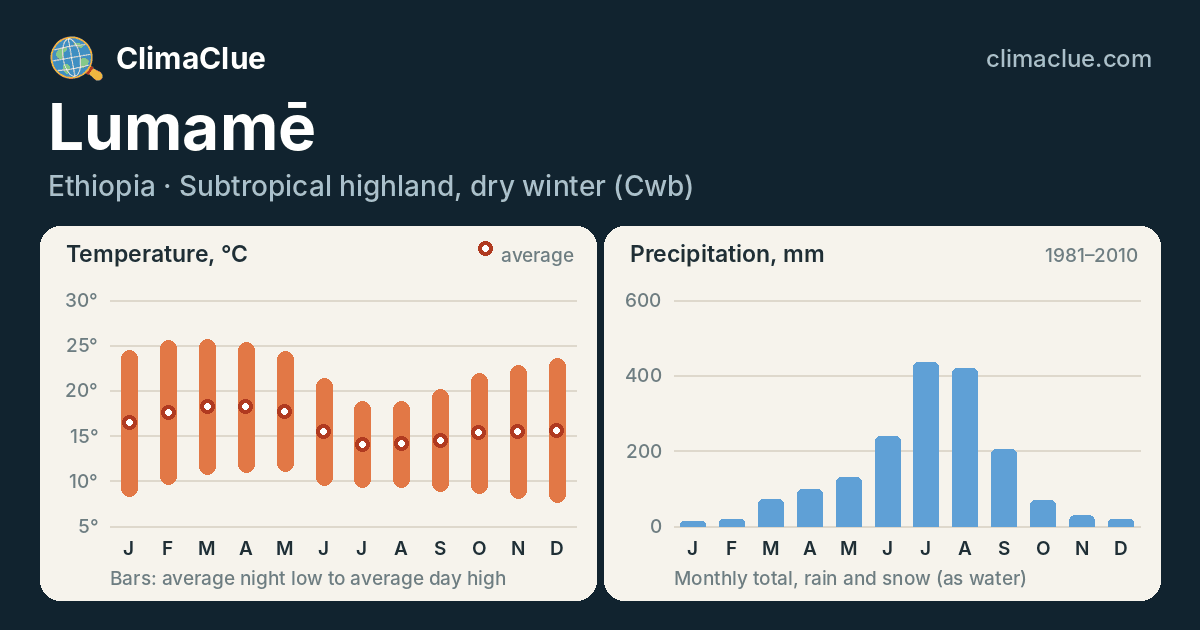 ClimaClue
climaclue.com
Lumamē
Ethiopia · Subtropical highland, dry winter (Cwb)
Temperature, °C
average
30°
25°
20°
15°
10°
5°
J F M A M J J A S O N D
Bars: average night low to average day high
Precipitation, mm
1981–2010
600
400
200
0
J F M A M J J A S O N D
Monthly total, rain and snow (as water)